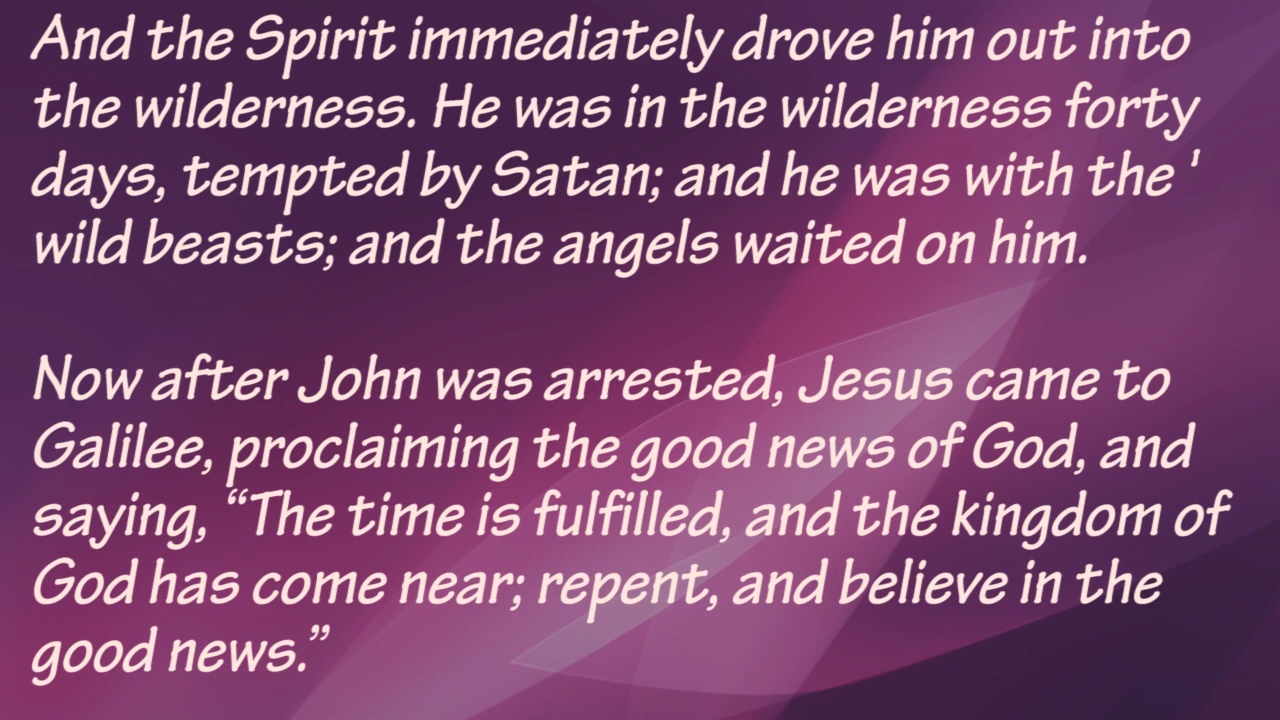 And the Spirit immediately drove him out into
the wilderness. He was in the wilderness forty
days, tempted by Satan; and he was with the '
wild beasts; and the angels waited on him.
Now after John was arrested, Jesus came to
Galilee, proclaiming the good news of God, and
saying, “The time is fulfilled, and the kingdom of
God has come near; repent, and believe in the
good news.”